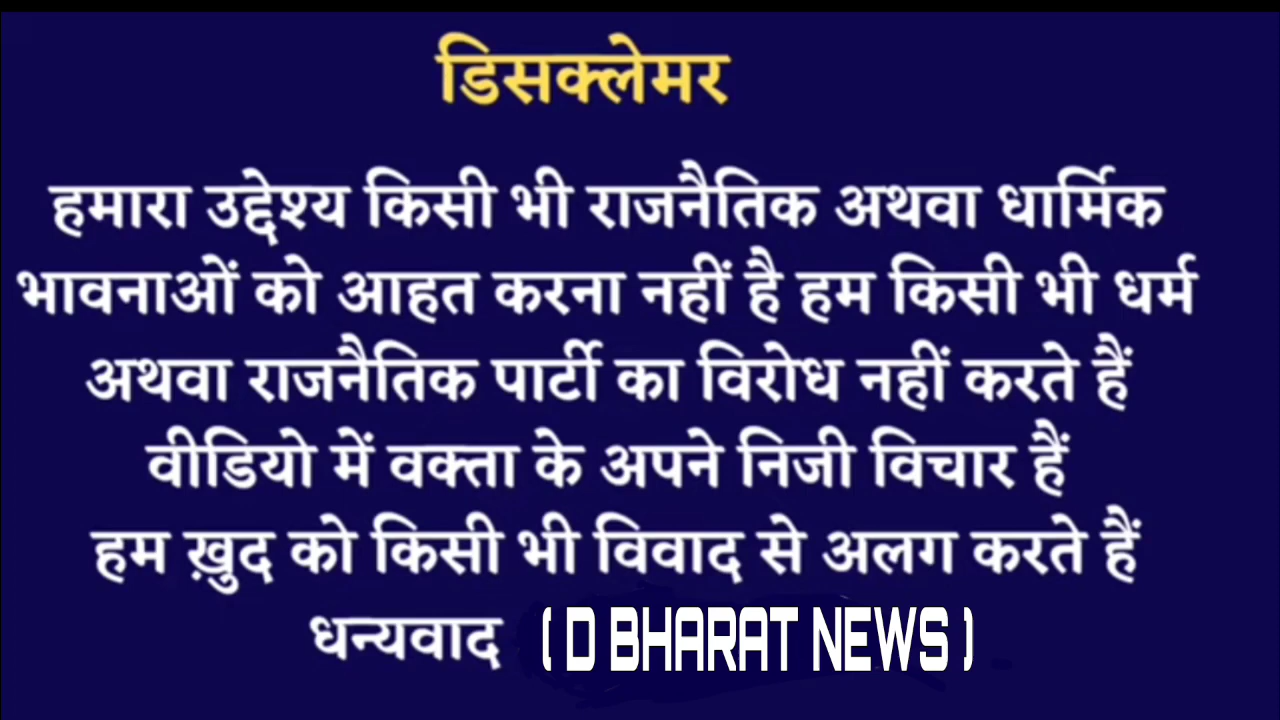 डिसक्लेमर
हमारा उद्देश्य किसी भी राजनैतिक अथवा धार्मिक
भावनाओं को आहत करना नहीं है हम किसी भी धर्म
अथवा राजनैतिक पार्टी का विरोध नहीं करते हैं
वीडियो में वक्ता के अपने निजी विचार हैं
हम ख़ुद को किसी भी विवाद से अलग करते हैं
धन्यवाद ( D BHARAT NEWS )